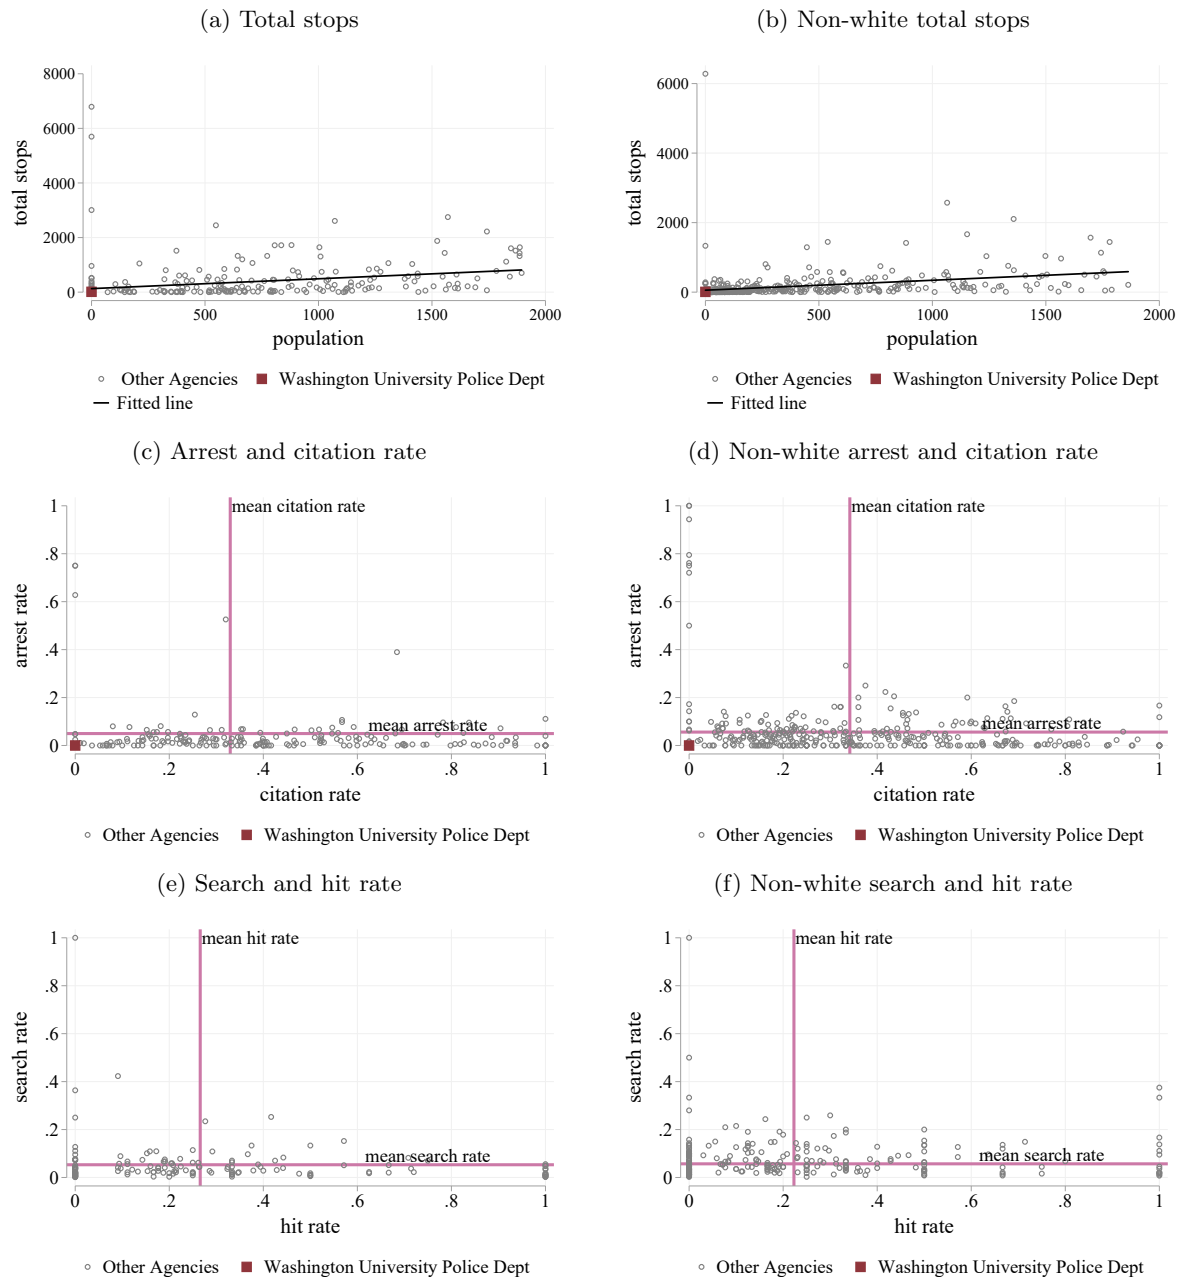 (a) Total stops
total stops
8000
6000
4000
2000
0
0 500 1000 1500 2000
population
Other Agencies Washington University Police Dept
Fitted line
(b) Non-white total stops
total stops
6000
4000
2000
0
0 500 1000 1500 2000
population
Other Agencies Washington University Police Dept
Fitted line
(c) Arrest and citation rate
arrest rate
1
.8
.6
.4
.2
0
mean citation rate
mean arrest rate
0 .2 .4 .6 .8 1
citation rate
Other Agencies Washington University Police Dept
(d) Non-white arrest and citation rate
arrest rate
1
.8
.6
.4
.2
0
mean citation rate
mean arrest rate
0 .2 .4 .6 .8 1
citation rate
Other Agencies Washington University Police Dept
(e) Search and hit rate
search rate
1
.8
.6
.4
.2
0
mean hit rate
mean search rate
0 .2 .4 .6 .8 1
hit rate
Other Agencies Washington University Police Dept
(f) Non-white search and hit rate
search rate
1
.8
.6
.4
.2
0
mean hit rate
mean search rate
0 .2 .4 .6 .8 1
hit rate
Other Agencies Washington University Police Dept